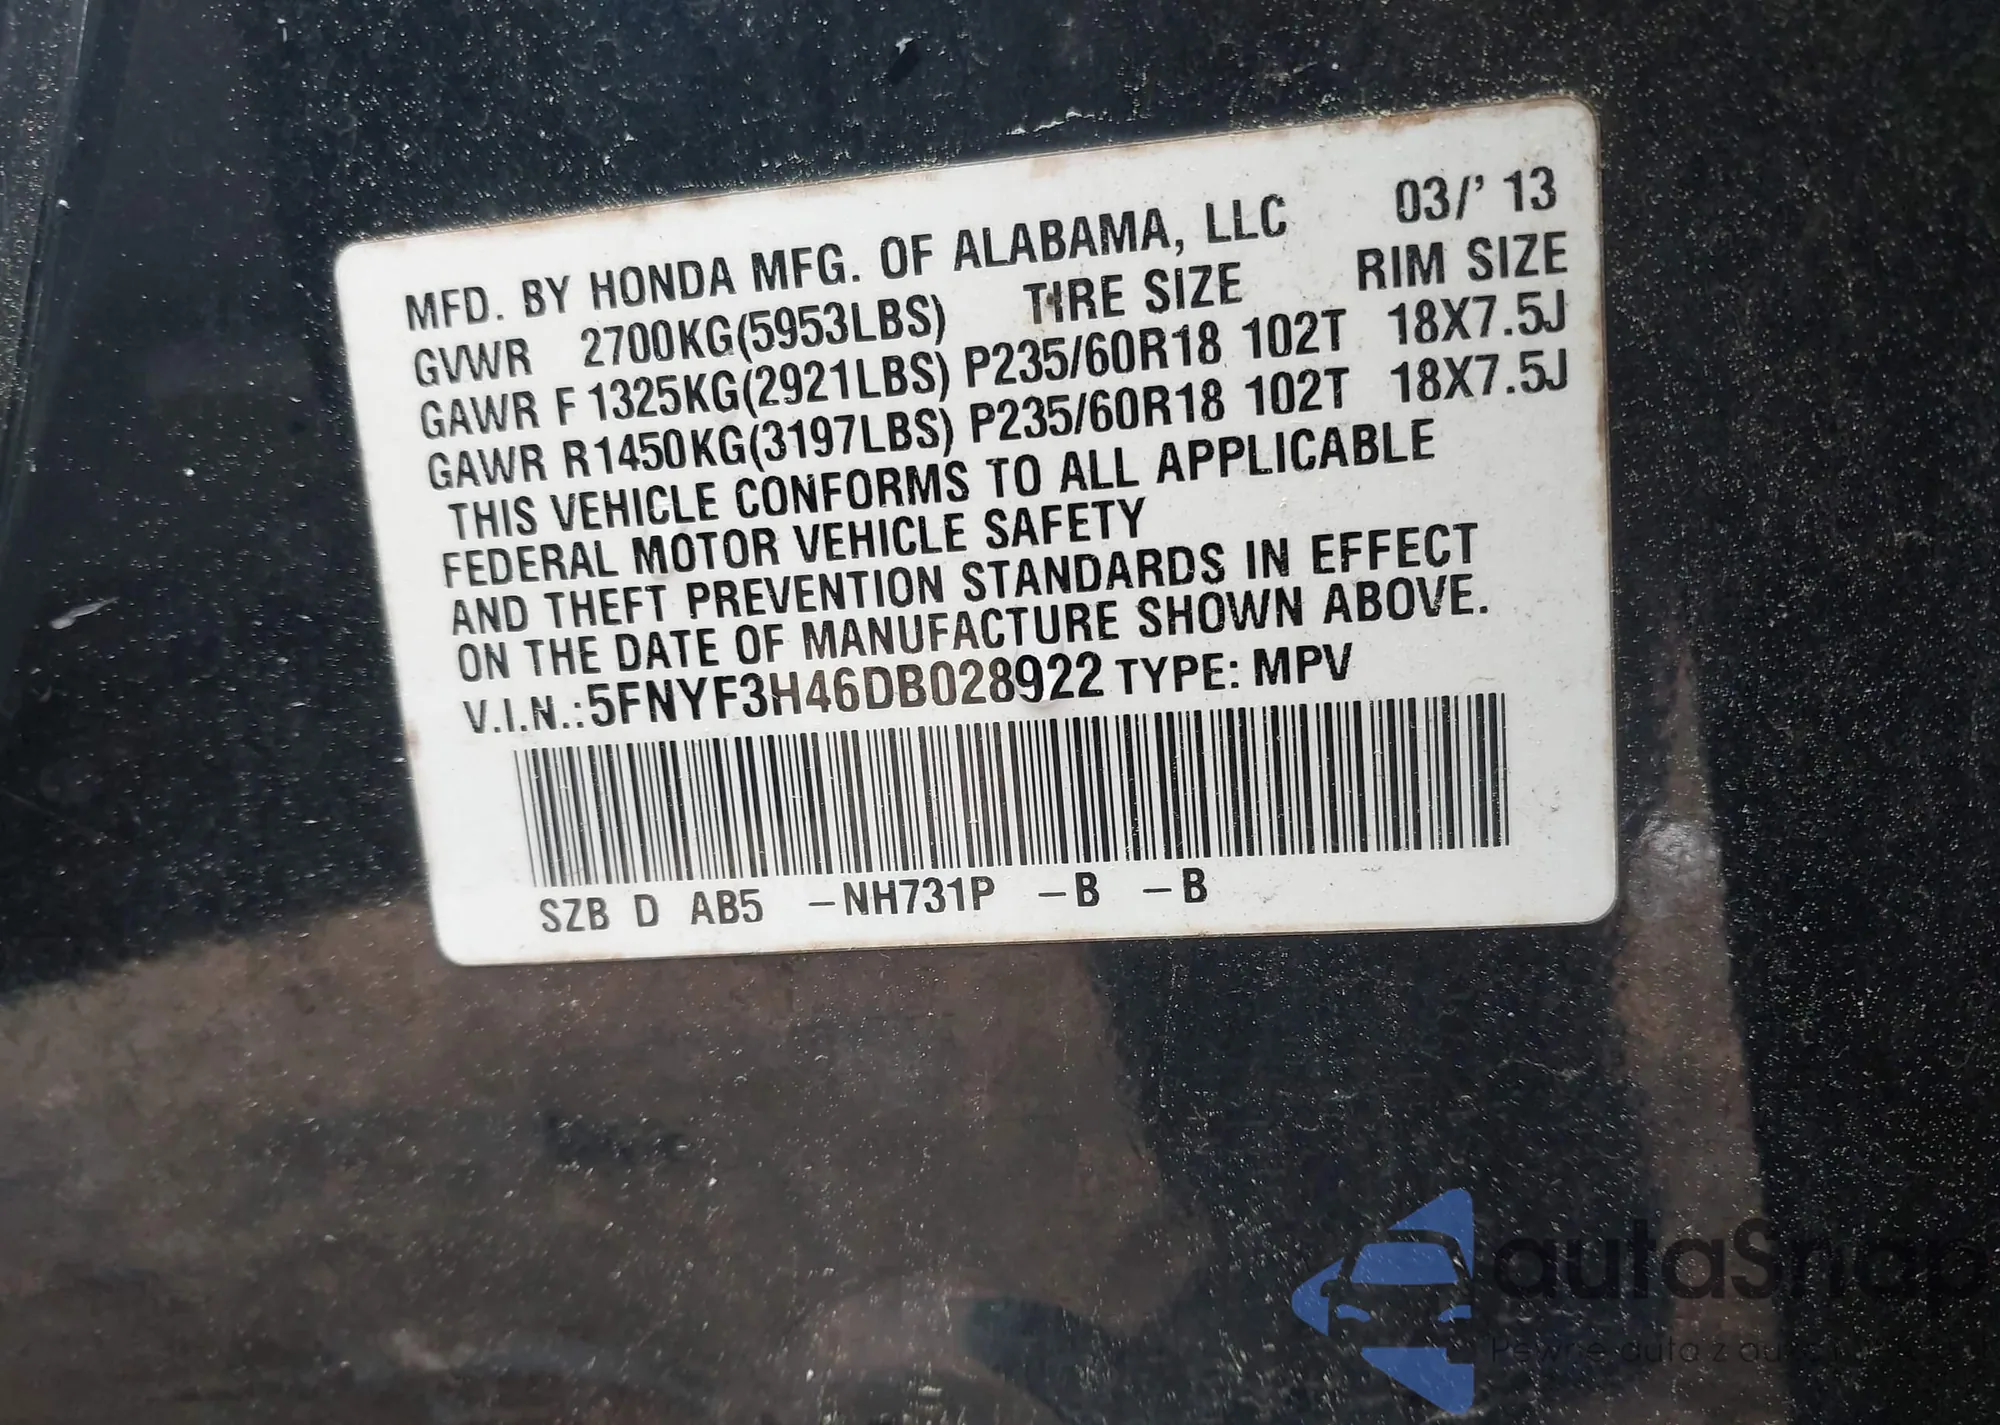 MFD. BY HONDA MFG. OF ALABAMA, LLC 03/' 13
GVWR 2700KG(5953LBS) TIRE SIZE RIM SIZE
GAWR F 1325KG(2921LBS) P235/60R18 102T 18X7.5J
GAWR R1450KG(3197LBS) P235/60R18 102T 18X7.5J
THIS VEHICLE CONFORMS TO ALL APPLICABLE
FEDERAL MOTOR VEHICLE SAFETY
AND THEFT PREVENTION STANDARDS IN EFFECT
ON THE DATE OF MANUFACTURE SHOWN ABOVE.
V.I.N.:5FNYF3H46DB028922 TYPE: MPV
SZB D AB5 -NH731P -B -B
autaSnap
Pewne auta z